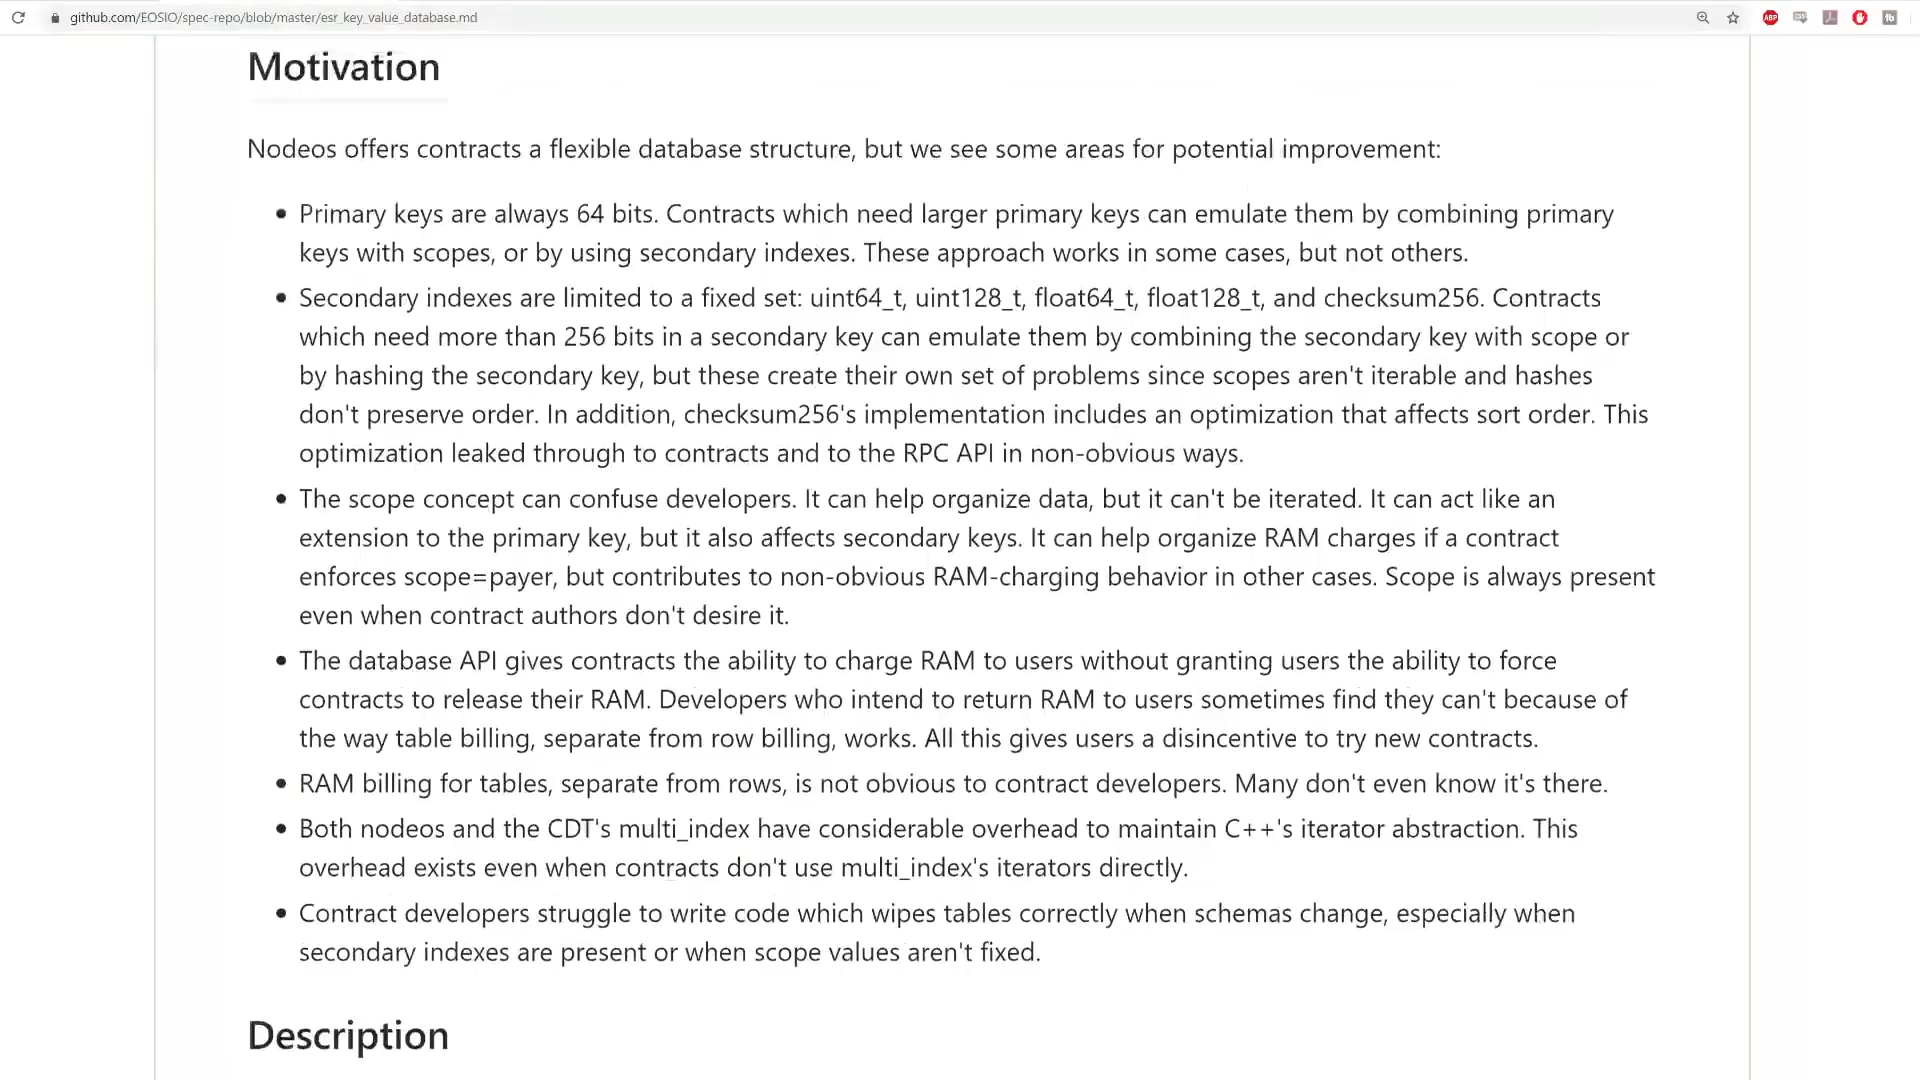 github.com/EOSIO/spec-repo/blob/master/esr_key_value_database.md
ABP
Motivation
Nodeos offers contracts a flexible database structure, but we see some areas for potential improvement:
• Primary keys are always 64 bits. Contracts which need larger primary keys can emulate them by combining primary
keys with scopes, or by using secondary indexes. These approach works in some cases, but not others.
• Secondary indexes are limited to a fixed set: uint64_t, uint128_t, float64_t, float128_t, and checksum256. Contracts
which need more than 256 bits in a secondary key can emulate them by combining the secondary key with scope or
by hashing the secondary key, but these create their own set of problems since scopes aren't iterable and hashes
don't preserve order. In addition, checksum256's implementation includes an optimization that affects sort order. This
optimization leaked through to contracts and to the RPC API in non-obvious ways.
• The scope concept can confuse developers. It can help organize data, but it can't be iterated. It can act like an
extension to the primary key, but it also affects secondary keys. It can help organize RAM charges if a contract
enforces scope=payer, but contributes to non-obvious RAM-charging behavior in other cases. Scope is always present
even when contract authors don't desire it.
• The database API gives contracts the ability to charge RAM to users without granting users the ability to force
contracts to release their RAM. Developers who intend to return RAM to users sometimes find they can't because of
the way table billing, separate from row billing, works. All this gives users a disincentive to try new contracts.
• RAM billing for tables, separate from rows, is not obvious to contract developers. Many don't even know it's there.
• Both nodeos and the CDT's multi_index have considerable overhead to maintain C++'s iterator abstraction. This
overhead exists even when contracts don't use multi_index's iterators directly.
• Contract developers struggle to write code which wipes tables correctly when schemas change, especially when
secondary indexes are present or when scope values aren't fixed.
Description